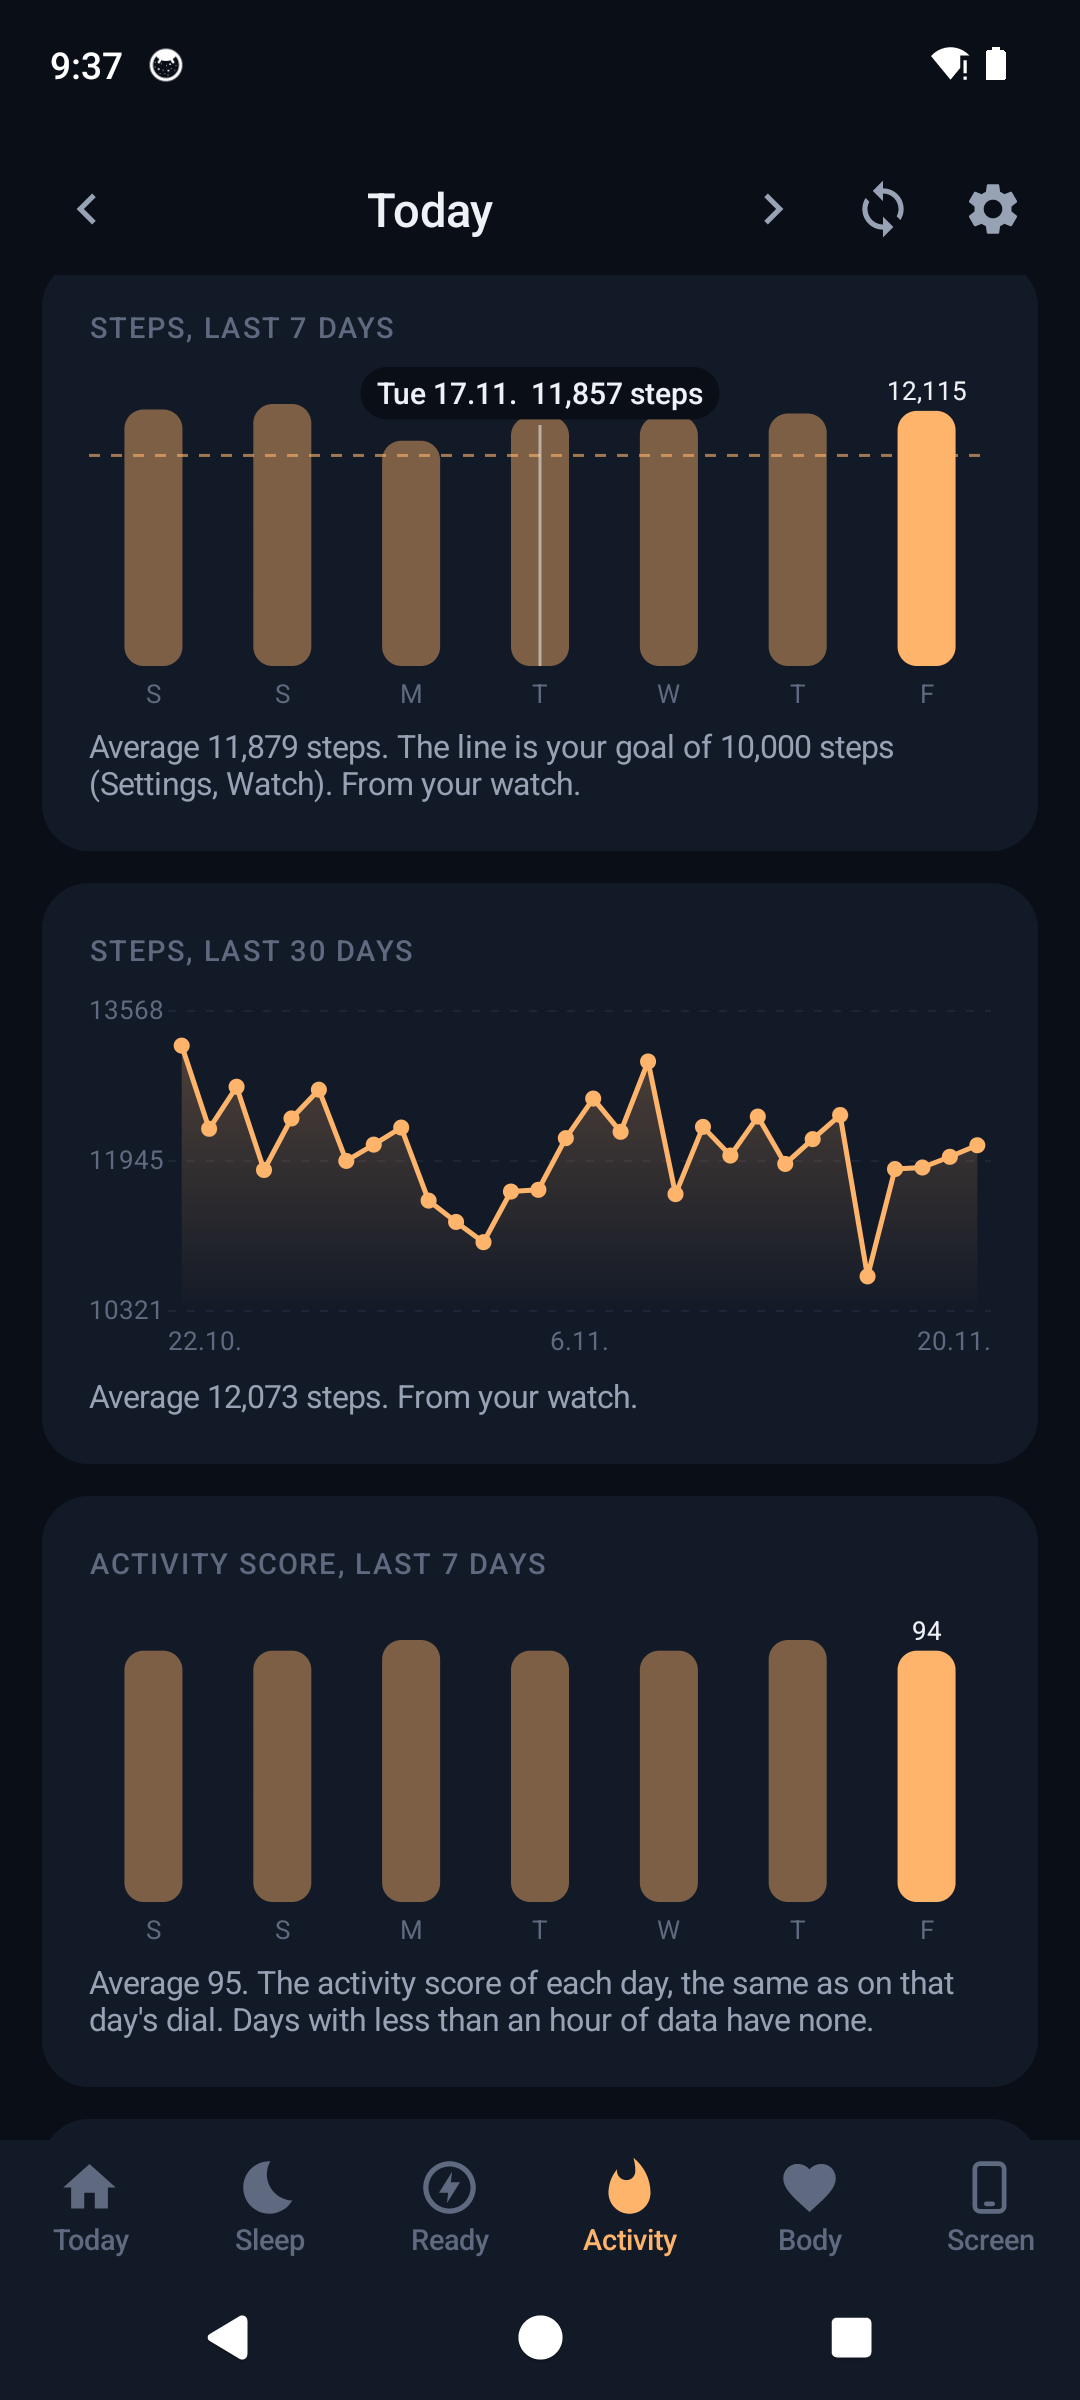 9:37
Today
STEPS, LAST 7 DAYS
Tue 17.11. 11,857 steps
12,115
S S M T W T F
Average 11,879 steps. The line is your goal of 10,000 steps
(Settings, Watch). From your watch.
STEPS, LAST 30 DAYS
13568
11945
10321
22.10. 6.11. 20.11.
Average 12,073 steps. From your watch.
ACTIVITY SCORE, LAST 7 DAYS
94
S S M T W T F
Average 95. The activity score of each day, the same as on that
day's dial. Days with less than an hour of data have none.
Today Sleep Ready Activity Body Screen